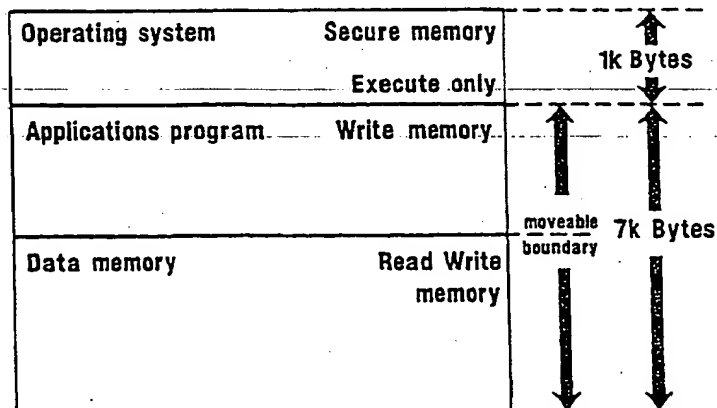 Operating system Secure memory
1k Bytes
Execute only
Applications program Write memory
moveable
boundary
7k Bytes
Data memory Read Write
memory